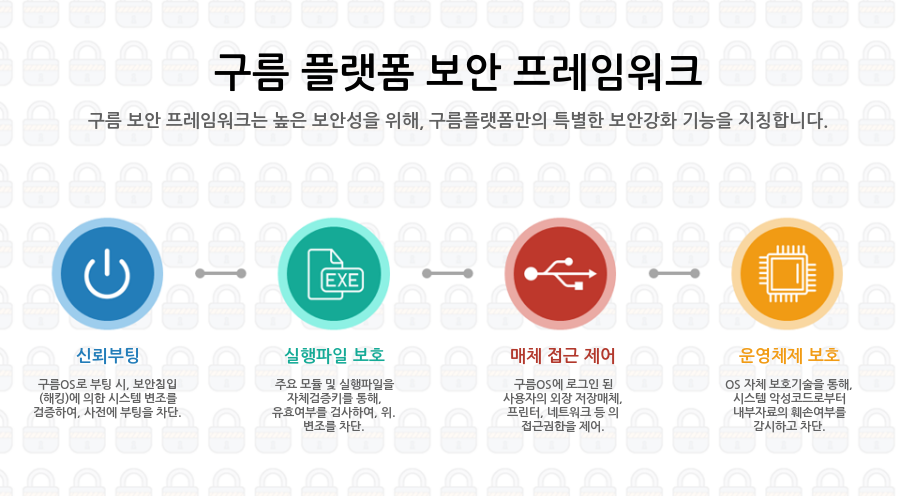 구름 플랫폼 보안 프레임워크
구름 보안 프레임워크는 높은 보안성을 위해, 구름플랫폼만의 특별한 보안강화 기능을 지칭합니다.
EXE
신뢰부팅
구름OS로 부팅 시, 보안침입
(해킹)에 의한 시스템 변조를
검증하여, 사전에 부팅을 차단.
실행파일 보호
주요 모듈 및 실행파일을
자체검증키를 통해,
유효여부를 검사하여, 위.
변조를 차단.
매체 접근 제어
구름OS에 로그인 된
사용자의 외장 저장매체,
프린터, 네트워크 등 의
접근권한을 제어.
운영체제 보호
OS 자체 보호기술을 통해,
시스템 악성코드로부터
내부자료의 훼손여부를
감시하고 차단.